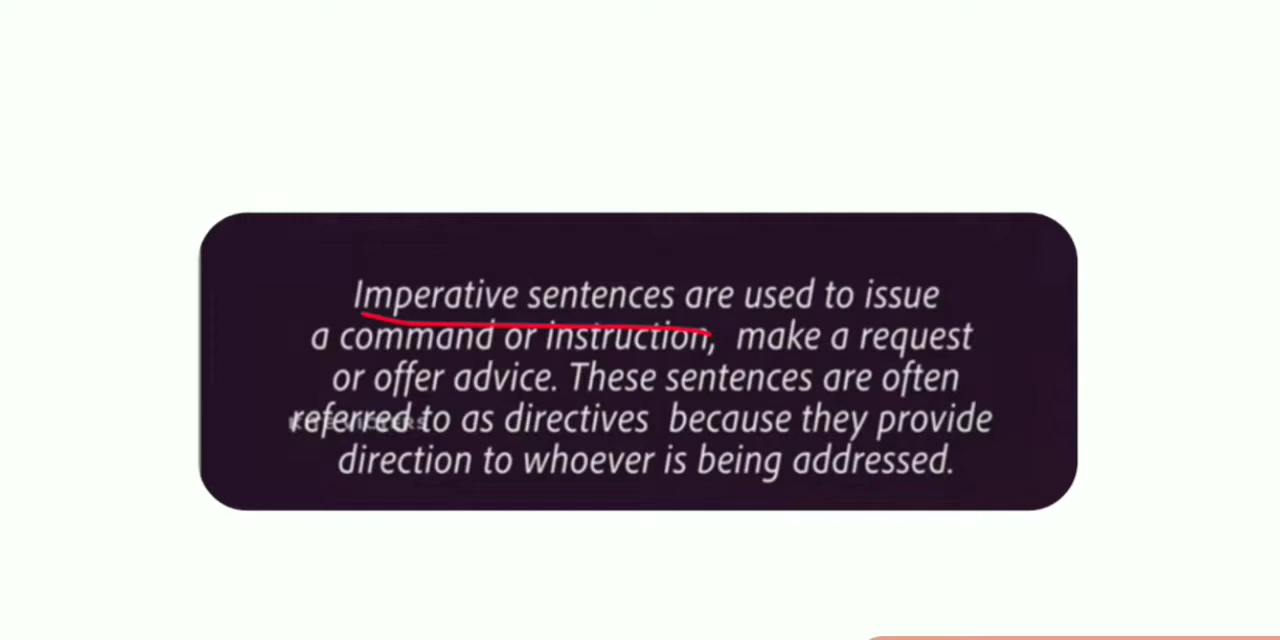 Imperative sentences are used to issue
a command or instruction, make a request
or offer advice. These sentences are often
referred to as directives because they provide
direction to whoever is being addressed.